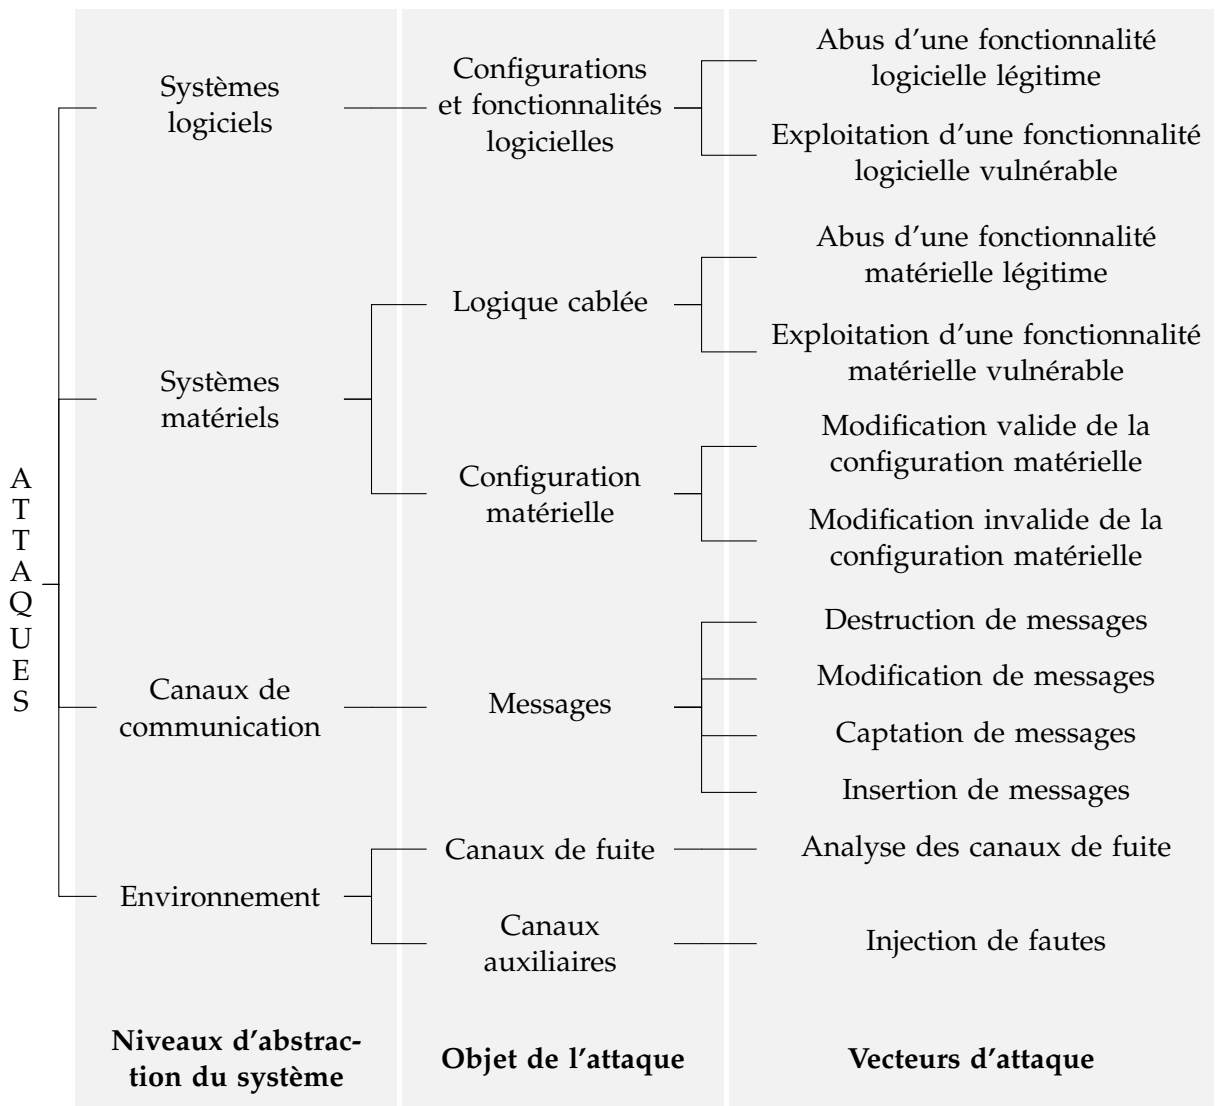 A
T
T
A
Q
U
E
S
Systèmes
logiciels
Configurations
et fonctionnalités
logicielles
Abus d'une fonctionnalité
logicielle légitime
Exploitation d'une fonctionnalité
logicielle vulnérable
Systèmes
matériels
Logique cablée
Abus d'une fonctionnalité
matérielle légitime
Exploitation d'une fonctionnalité
matérielle vulnérable
Configuration
matérielle
Modification valide de la
configuration matérielle
Modification invalide de la
configuration matérielle
Canaux de
communication
Messages
Destruction de messages
Modification de messages
Captation de messages
Insertion de messages
Environnement
Canaux de fuite
Analyse des canaux de fuite
Canaux
auxiliaires
Injection de fautes
Niveaux d'abstrac-
tion du système
Objet de l'attaque
Vecteurs d'attaque